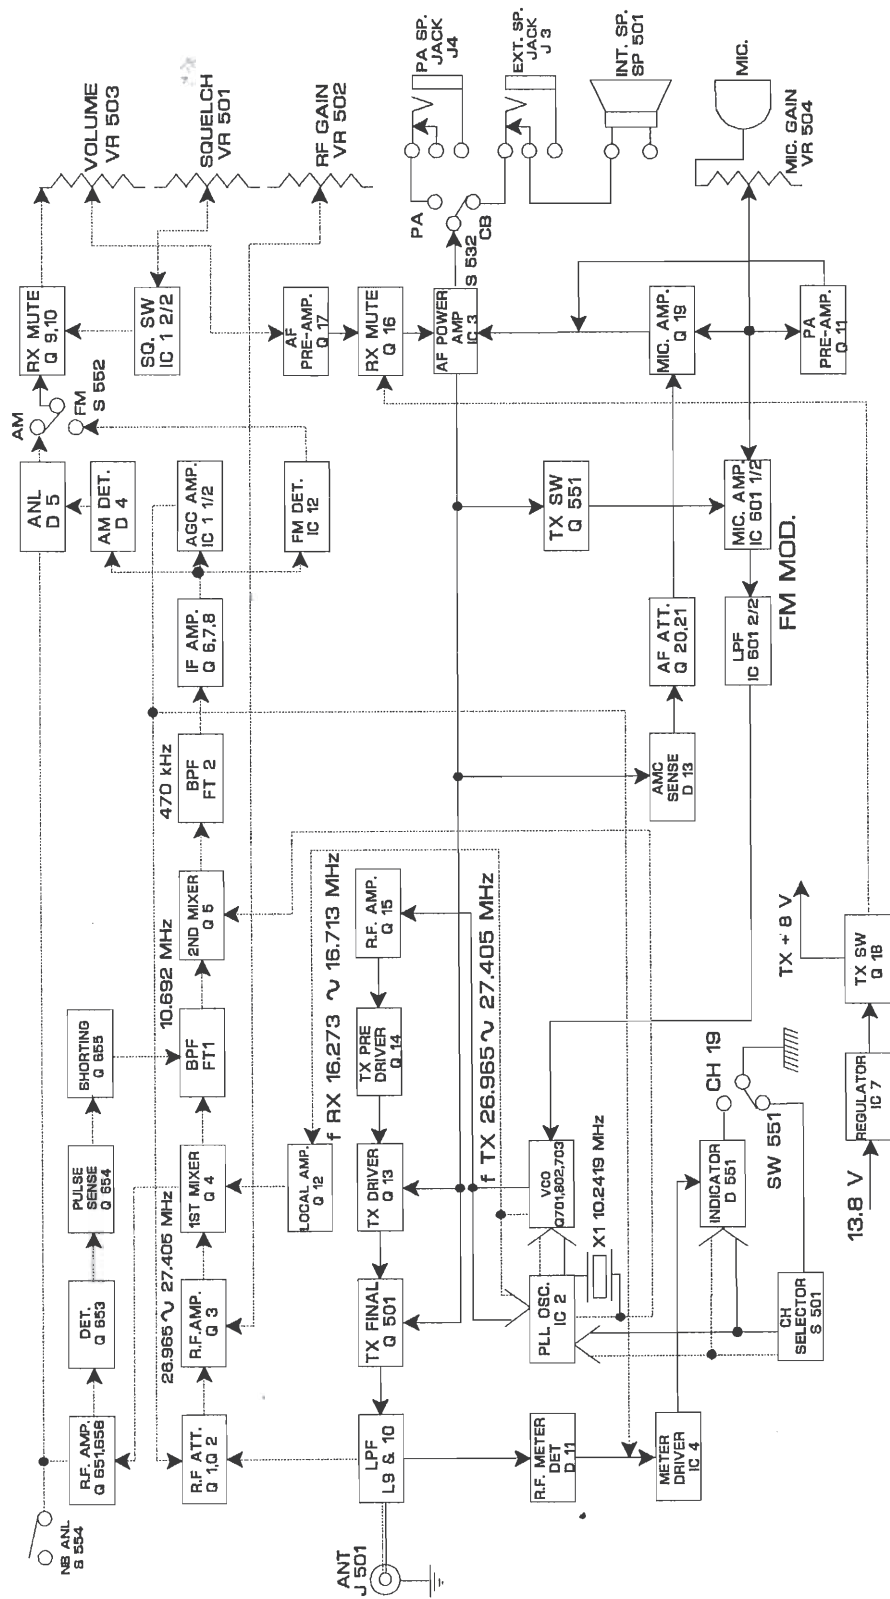 NB ANL
S 554
R.F. AMP.
Q 651,658
DET.
Q 653
PULSE
SENSE
Q 654
SHORTING
Q 655
ANL
D 5
AM
FM
S 552
RX MUTE
Q 9,10
VOLUME
VR 503
AM DET.
D 4
SQ. SW
IC 1 2/2
SQUELCH
VR 501
26.965 ~ 27.405 MHz
10.692 MHz
470 kHz
R.F ATT.
Q 1,Q 2
R.F.AMP.
Q 3
1ST MIXER
Q 4
BPF
FT1
2ND MIXER
Q 5
BPF
FT 2
IF AMP.
Q 6,7,8
AGC AMP.
IC 1 1/2
RF GAIN
VR 502
FM DET.
IC 12
AF
PRE-AMP.
Q 17
LOCAL AMP.
Q 12
f RX 16.273 ~ 16.713 MHz
ANT
J 501
LPF
L9 & 10
TX FINAL
Q 501
TX DRIVER
Q 13
TX PRE
DRIVER
Q 14
R.F. AMP.
Q 15
RX MUTE
Q 16
PA
CB
S 532
PA SP.
JACK
J4
AF POWER
AMP
IC 3
EXT. SP.
JACK
J 3
INT. SP.
SP 501
f TX 26.965 ~ 27.405 MHz
R.F. METER
DET
D 11
PLL OSC.
IC 2
VCO
Q701,802,703
X1 10.2419 MHz
TX SW
Q 551
METER
DRIVER
IC 4
INDICATOR
D 551
CH 19
SW 551
AMC
SENSE
D 13
AF ATT.
Q 20,21
MIC. AMP.
Q 19
MIC.
MIC. GAIN
VR 504
LPF
IC 601 2/2
MIC. AMP.
IC 601 1/2
FM MOD.
CH
SELECTOR
S 501
TX + 8 V
PA
PRE-AMP.
Q 11
13.8 V
REGULATOR
IC 7
TX SW
Q 18